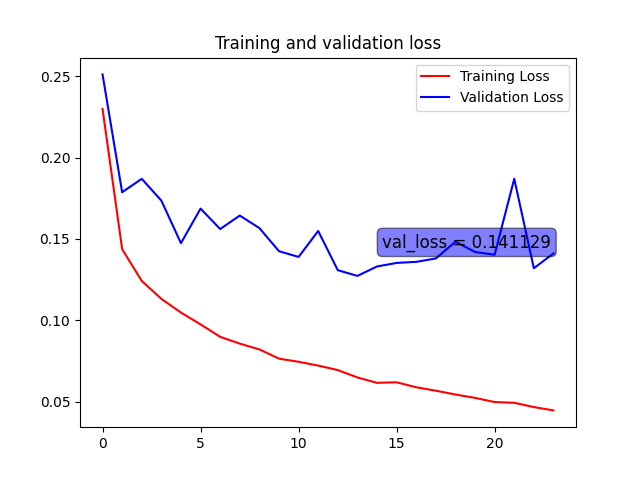 Training and validation loss
Training Loss
Validation Loss
val_loss = 0.141129
0.25
0.20
0.15
0.10
0.05
0 5 10 15 20